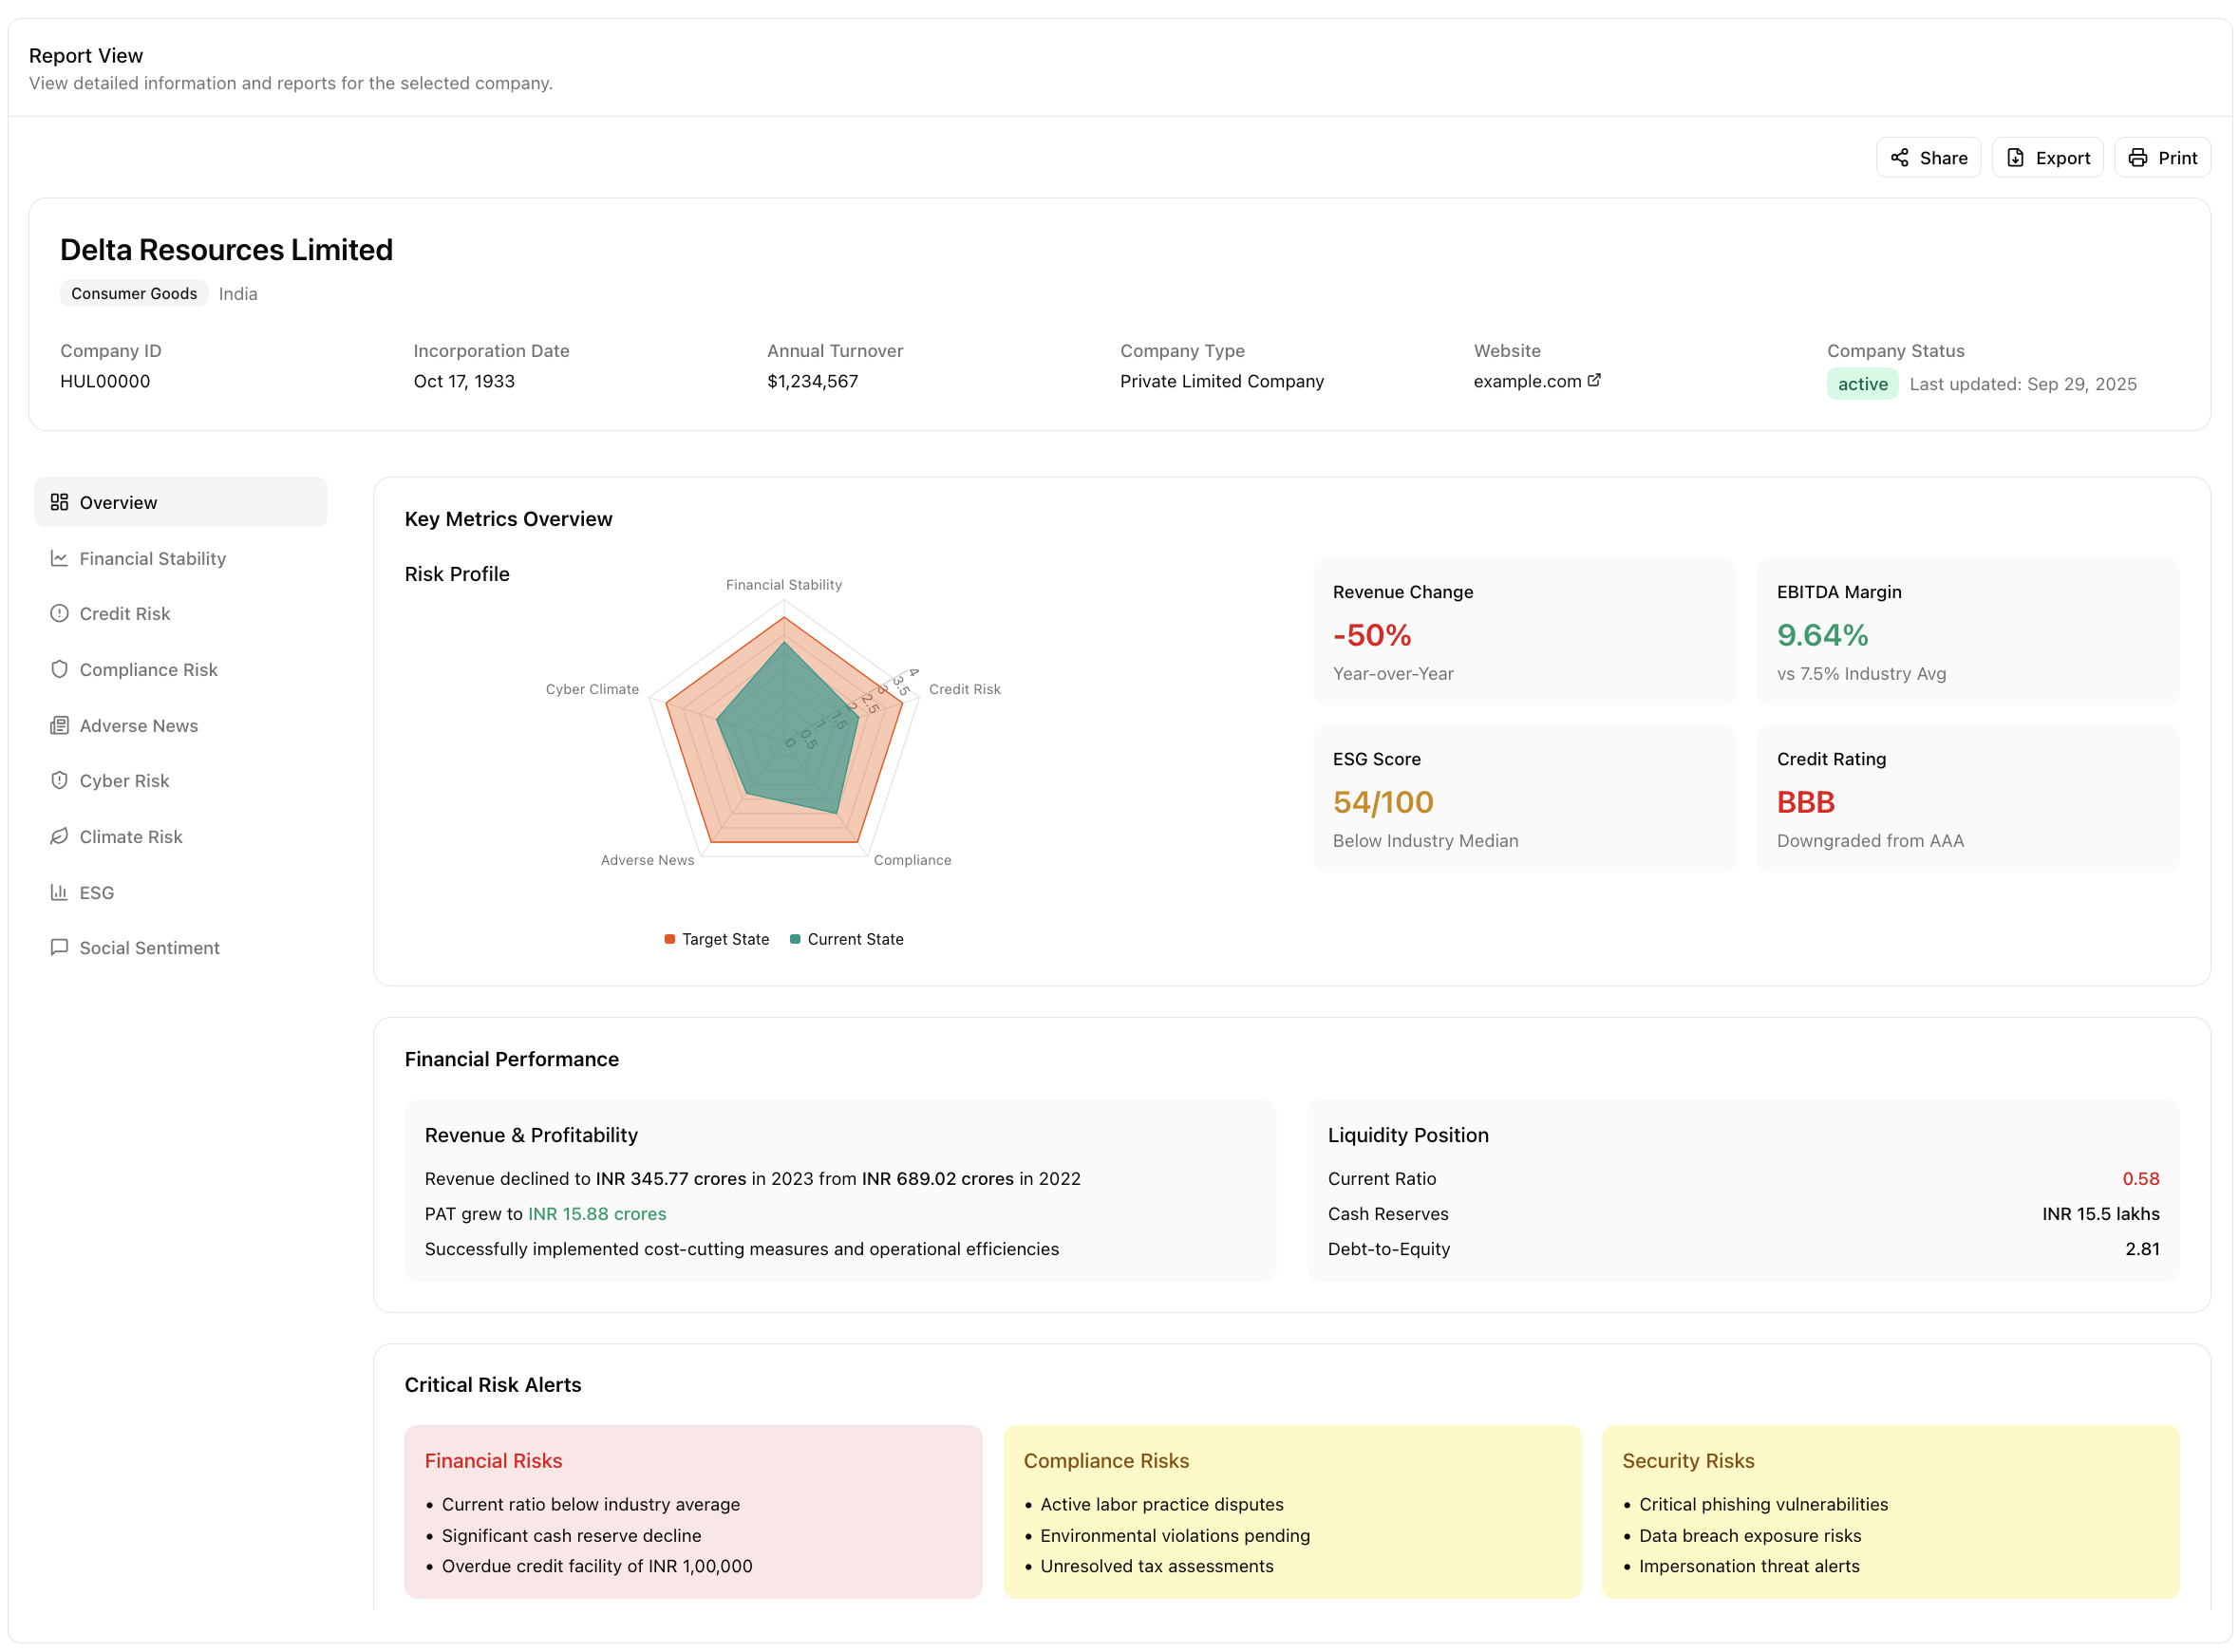 Report View
View detailed information and reports for the selected company.
Share
Export
Print
Delta Resources Limited
Consumer Goods
India
Company ID
HUL00000
Incorporation Date
Oct 17, 1933
Annual Turnover
$1,234,567
Company Type
Private Limited Company
Website
example.com
Company Status
active
Last updated: Sep 29, 2025
Overview
Financial Stability
Credit Risk
Compliance Risk
Adverse News
Cyber Risk
Climate Risk
ESG
Social Sentiment
Key Metrics Overview
Risk Profile
Financial Stability
Credit Risk
Compliance
Adverse News
Cyber Climate
0
0.5
1
1.5
2
2.5
3
3.5
4
Target State
Current State
Revenue Change
-50%
Year-over-Year
EBITDA Margin
9.64%
vs 7.5% Industry Avg
ESG Score
54/100
Below Industry Median
Credit Rating
BBB
Downgraded from AAA
Financial Performance
Revenue & Profitability
Revenue declined to INR 345.77 crores in 2023 from INR 689.02 crores in 2022
PAT grew to INR 15.88 crores
Successfully implemented cost-cutting measures and operational efficiencies
Liquidity Position
Current Ratio 0.58
Cash Reserves INR 15.5 lakhs
Debt-to-Equity 2.81
Critical Risk Alerts
Financial Risks
• Current ratio below industry average
• Significant cash reserve decline
• Overdue credit facility of INR 1,00,000
Compliance Risks
• Active labor practice disputes
• Environmental violations pending
• Unresolved tax assessments
Security Risks
• Critical phishing vulnerabilities
• Data breach exposure risks
• Impersonation threat alerts